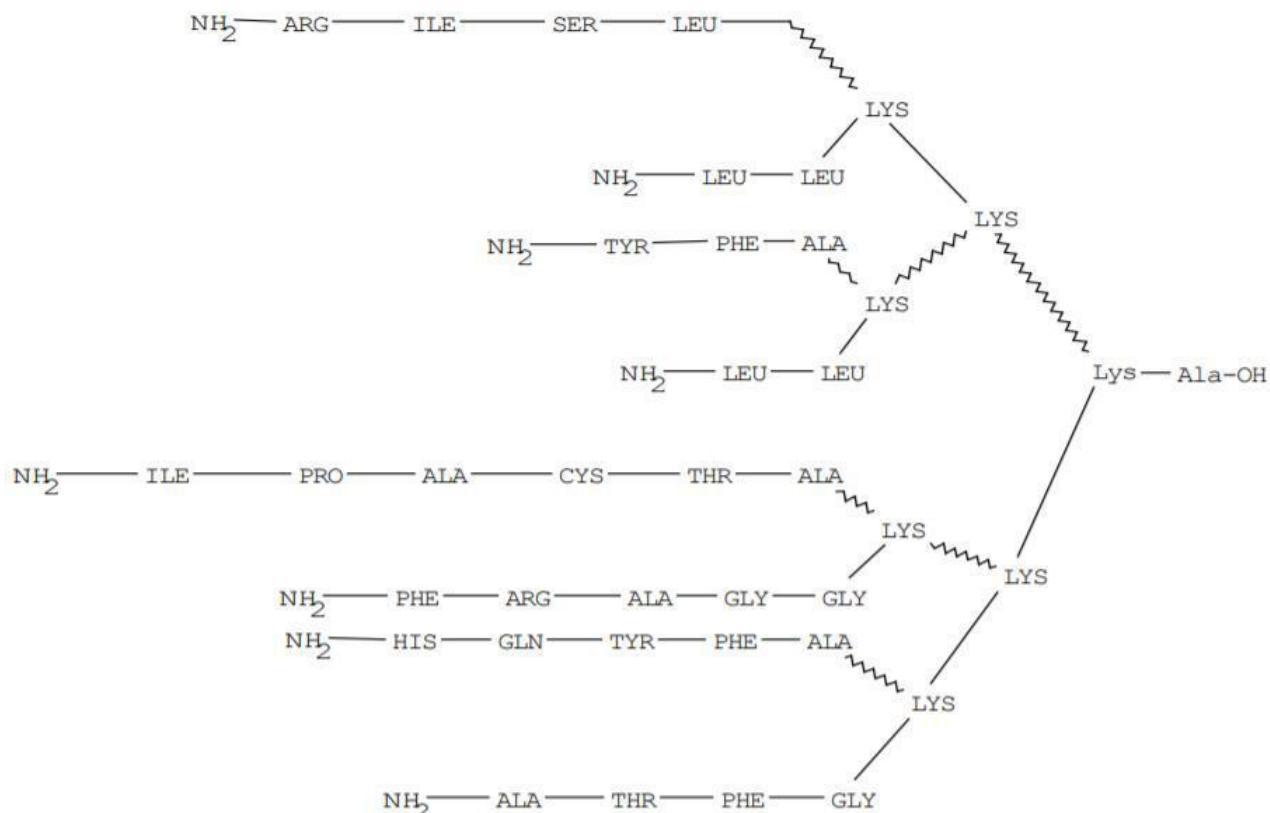 NH2 ARG ILE SER LEU
LYS
NH2 LEU LEU
LYS
NH2 TYR PHE ALA
LYS
NH2 LEU LEU
Lys Ala-OH
NH2 ILE PRO ALA CYS THR ALA
LYS
LYS
NH2 PHE ARG ALA GLY GLY
NH2 HIS GLN TYR PHE ALA
LYS
NH2 ALA THR PHE GLY